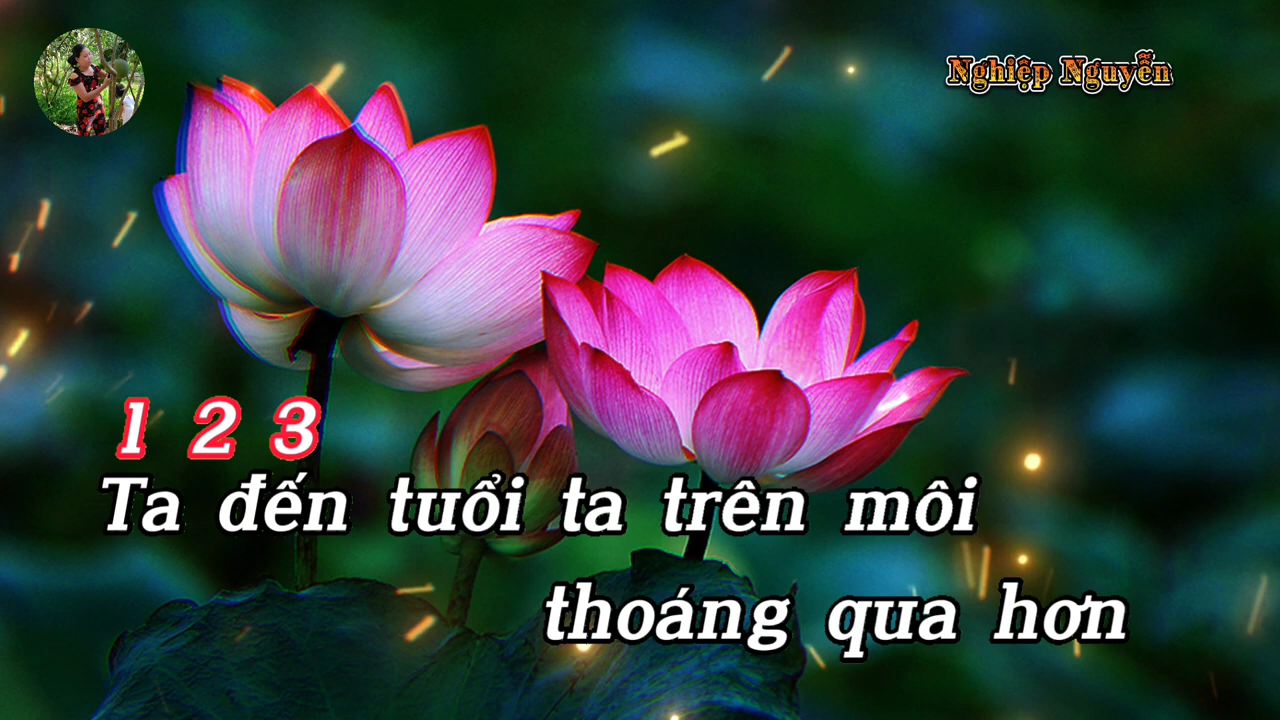 Nghiệp Nguyễn
1 2 3
Ta đến tuổi ta trên môi
thoáng qua hơn